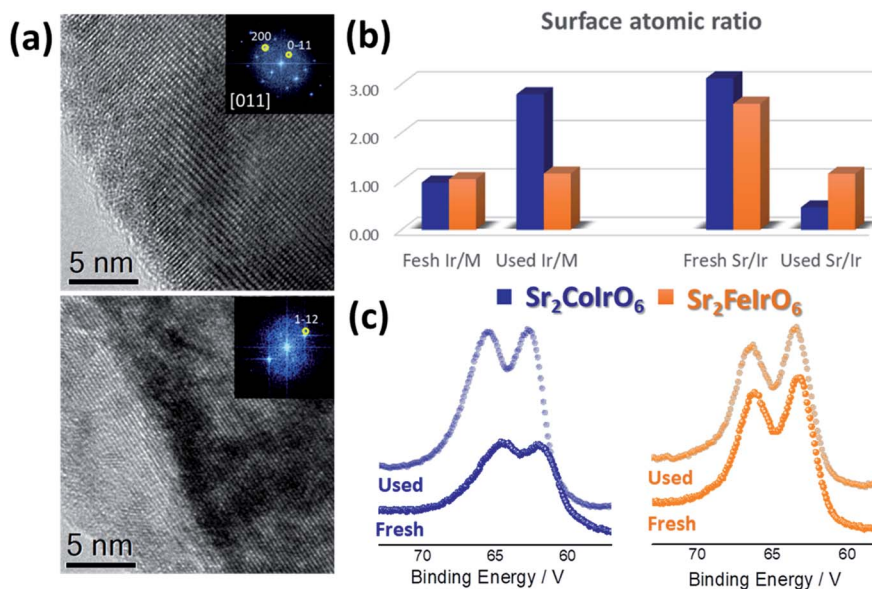 (a)
200
0-11
[011]
5 nm
1-12
5 nm
(b)
Surface atomic ratio
3.00
2.00
1.00
0.00
Fesh Ir/M
Used Ir/M
Fresh Sr/Ir
Used Sr/Ir
Sr₂CoIrO₆
Sr₂FeIrO₆
(c)
Used
Fresh
70
65
60
Binding Energy / V
Used
Fresh
70
65
60
Binding Energy / V